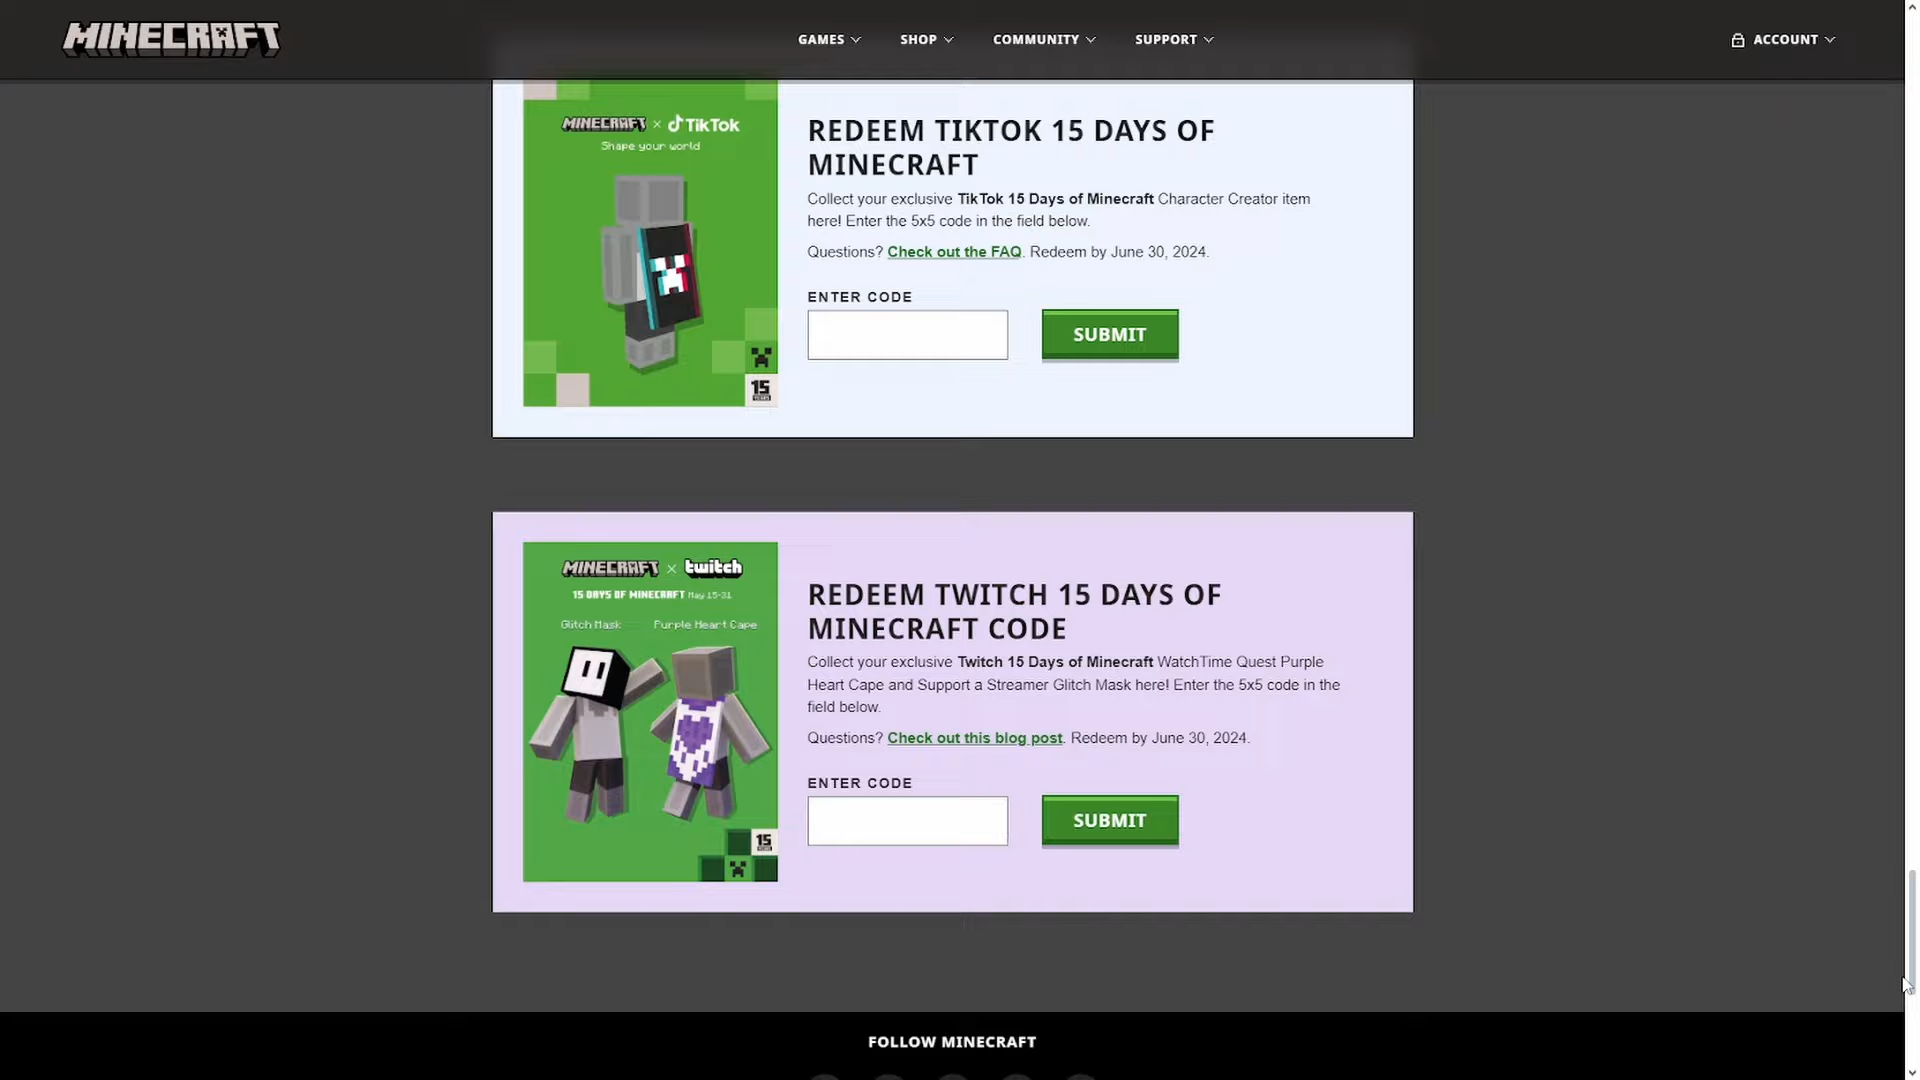 MINECRAFT
GAMES
SHOP
COMMUNITY
SUPPORT
ACCOUNT
MINECRAFT × TikTok
Shape your world
15
YEARS
REDEEM TIKTOK 15 DAYS OF
MINECRAFT
Collect your exclusive TikTok 15 Days of Minecraft Character Creator item
here! Enter the 5x5 code in the field below.
Questions? Check out the FAQ. Redeem by June 30, 2024.
ENTER CODE
SUBMIT
MINECRAFT × twitch
15 DAYS OF MINECRAFT May 15-31
Glitch Mask
Purple Heart Cape
15
YEARS
REDEEM TWITCH 15 DAYS OF
MINECRAFT CODE
Collect your exclusive Twitch 15 Days of Minecraft WatchTime Quest Purple
Heart Cape and Support a Streamer Glitch Mask here! Enter the 5x5 code in the
field below.
Questions? Check out this blog post. Redeem by June 30, 2024.
ENTER CODE
SUBMIT
FOLLOW MINECRAFT